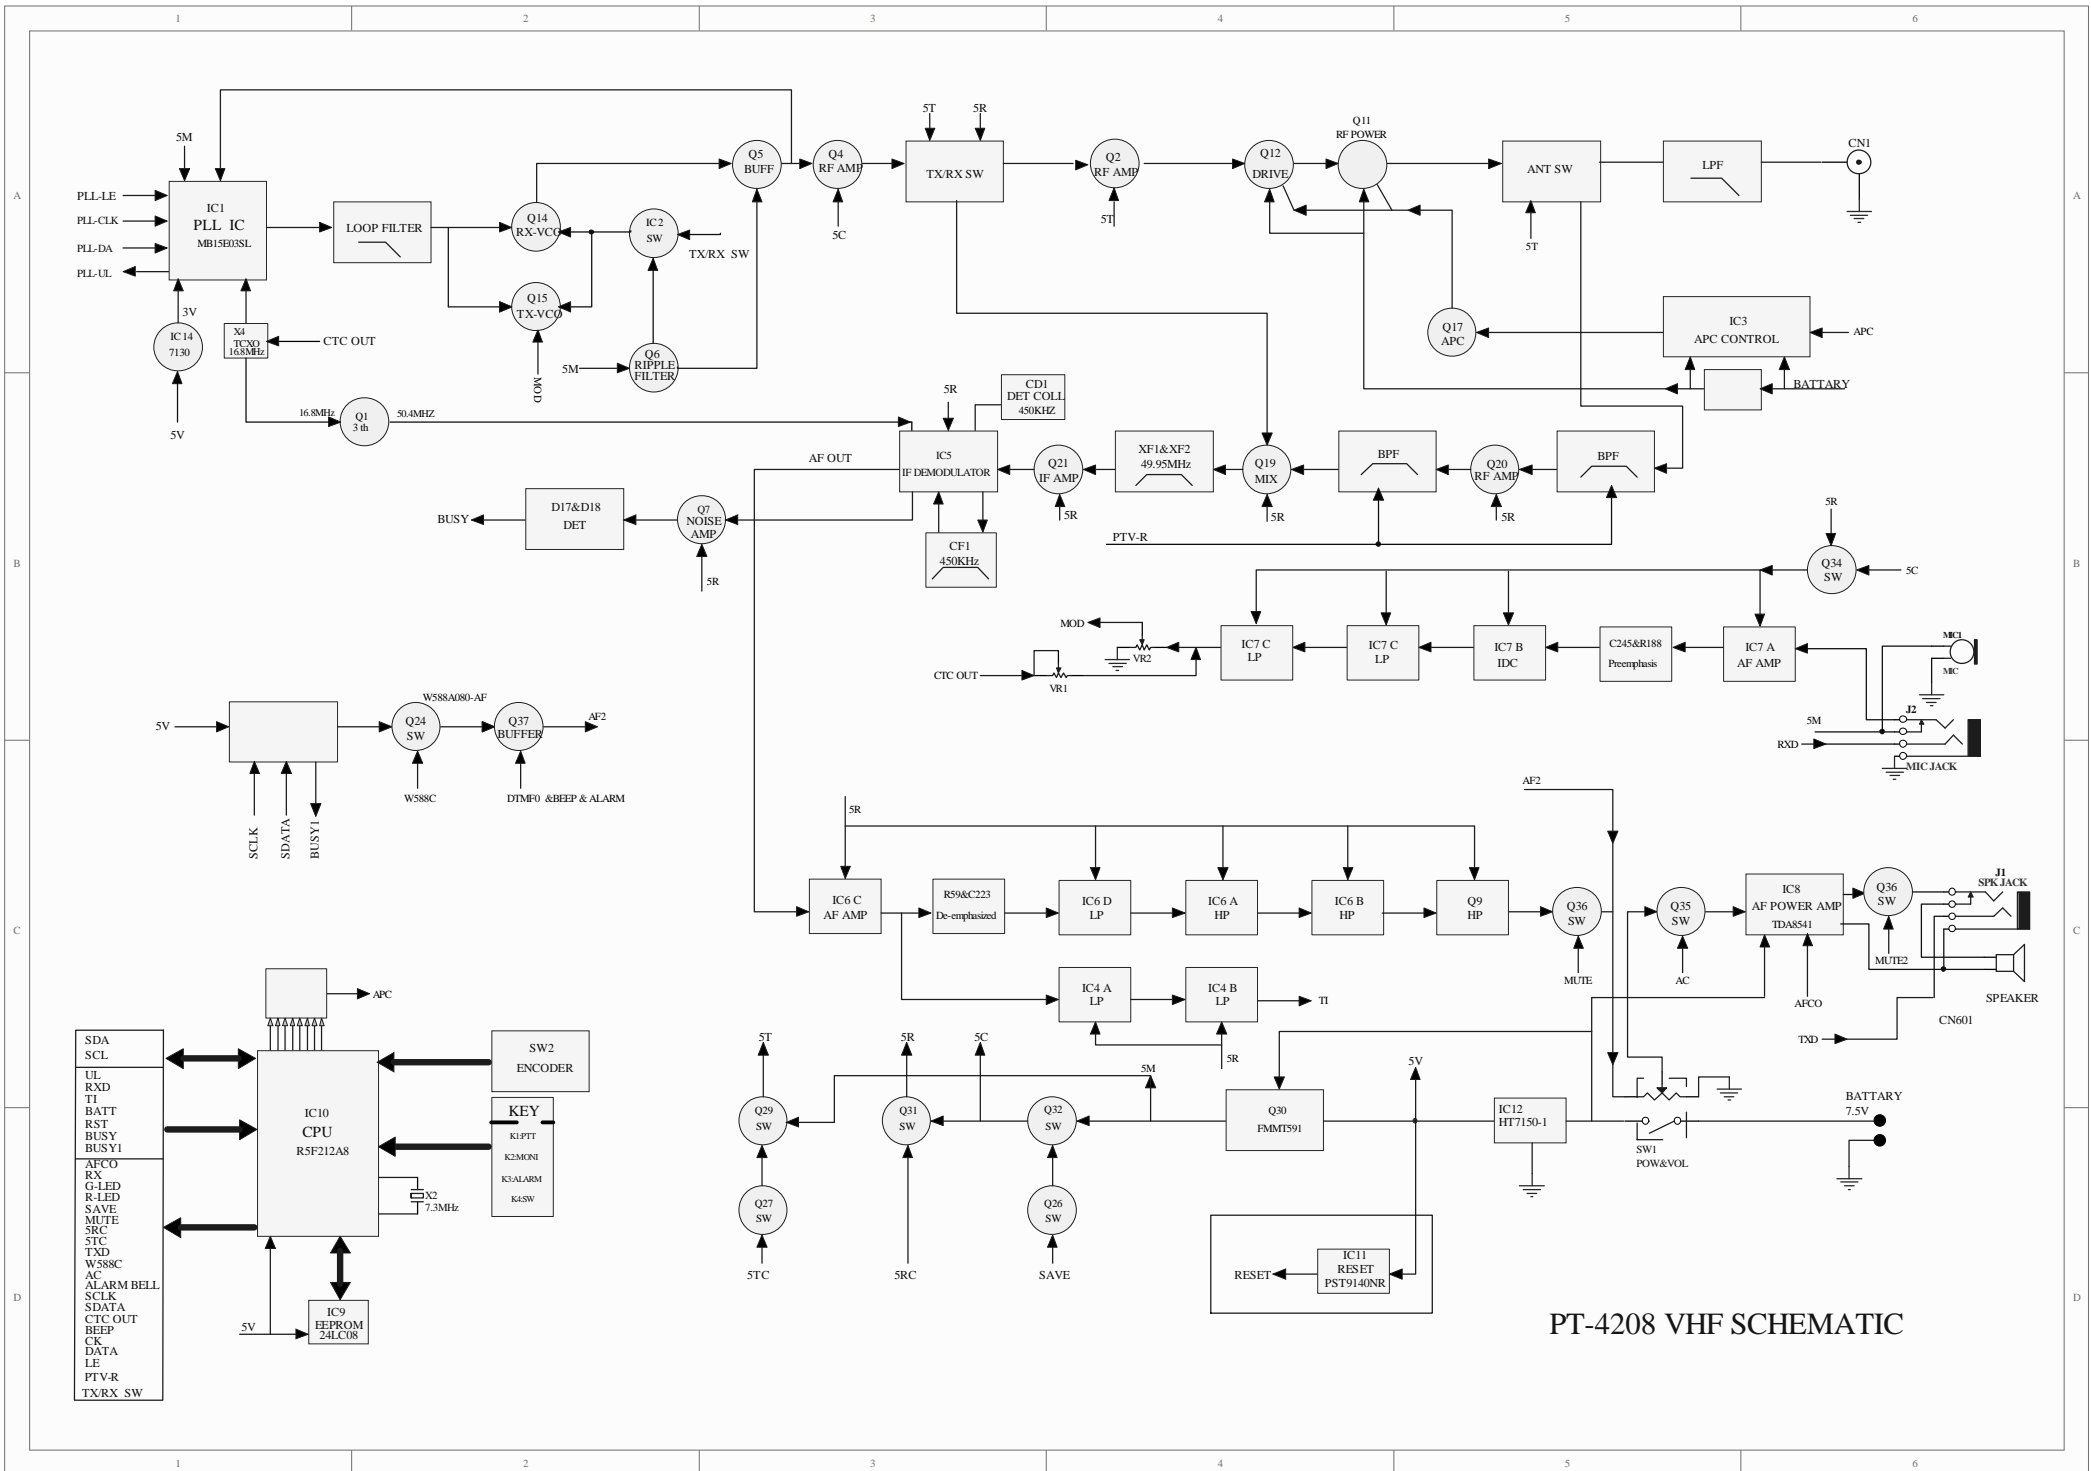 1 2 3 4 5 6
A
A
B
B
C
C
D
D
5M
PLL-LE
PLL-CLK
PLL-DA
PLL-UL
IC1
PLL IC
MB15E03SL
3V
IC14
7130
5V
X4
TCXO
16.8MHz
CTC OUT
LOOP FILTER
Q14
RX-VCO
Q15
TX-VCO
MOD
IC2
SW
TX/RX SW
5M
Q6
RIPPLE
FILTER
Q5
BUFF
Q4
RF AMP
5C
5T
5R
TX/RX SW
Q2
RF AMP
5T
Q12
DRIVE
Q11
RF POWER
ANT SW
5T
LPF
CN1
Q17
APC
IC3
APC CONTROL
APC
BATTARY
16.8MHz
Q1
3 th
50.4MHZ
5R
CD1
DET COLL
450KHZ
AF OUT
IC5
IF DEMODULATOR
Q21
IF AMP
5R
XF1&XF2
49.95MHz
Q19
MIX
5R
BPF
Q20
RF AMP
5R
BPF
PTV-R
BUSY
D17&D18
DET
Q7
NOISE
AMP
5R
CF1
450KHz
5R
Q34
SW
5C
MOD
VR2
CTC OUT
VR1
IC7 C
LP
IC7 C
LP
IC7 B
IDC
C245&R188
Preemphasis
IC7 A
AF AMP
MIC1
MIC
J2
5M
RXD
MIC JACK
5V
W588A080-AF
Q24
SW
Q37
BUFFER
AF2
W588C
DTMF0 &BEEP & ALARM
SCLK
SDATA
BUSY1
AF2
5R
IC6 C
AF AMP
R59&C223
De-emphasized
IC6 D
LP
IC6 A
HP
IC6 B
HP
Q9
HP
Q36
SW
MUTE
Q35
SW
AC
IC8
AF POWER AMP
TDA8541
AFCO
Q36
SW
MUTE2
J1
SPK JACK
SPEAKER
CN601
TXD
IC4 A
LP
IC4 B
LP
TI
5R
APC
SDA
SCL
UL
RXD
TI
BATT
RST
BUSY
BUSY1
AFCO
RX
G-LED
R-LED
SAVE
MUTE
5RC
5TC
TXD
W588C
AC
ALARM BELL
SCLK
SDATA
CTC OUT
BEEP
CK
DATA
LE
PTV-R
TX/RX SW
IC10
CPU
R5F212A8
SW2
ENCODER
KEY
K1:PTT
K2:MONI
K3:ALARM
K4:SW
X2
7.3MHz
5V
IC9
EEPROM
24LC08
5T
Q29
SW
Q27
SW
5TC
5R
Q31
SW
5RC
5C
Q32
SW
Q26
SW
SAVE
5M
Q30
FMMT591
5V
IC12
HT7150-1
SW1
POW&VOL
BATTARY
7.5V
RESET
IC11
RESET
PST9140NR
PT-4208 VHF SCHEMATIC
1 2 3 4 5 6